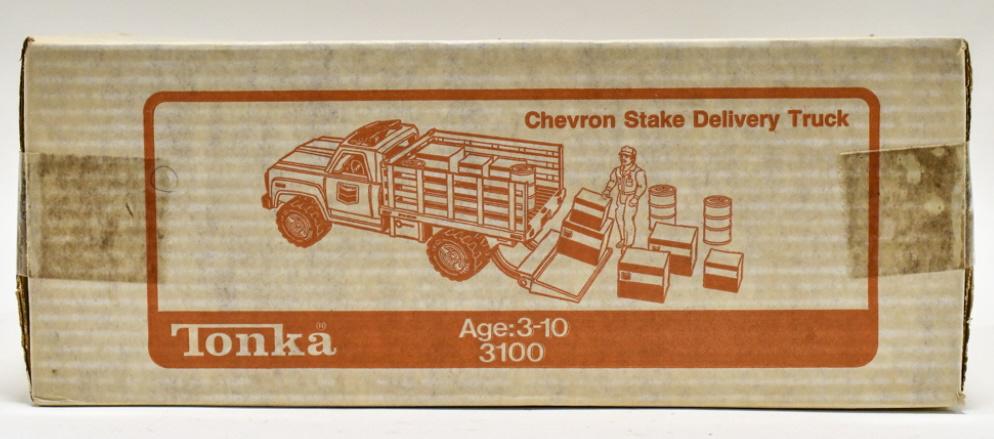 Chevron Stake Delivery Truck
Tonka®
Age:3-10
3100